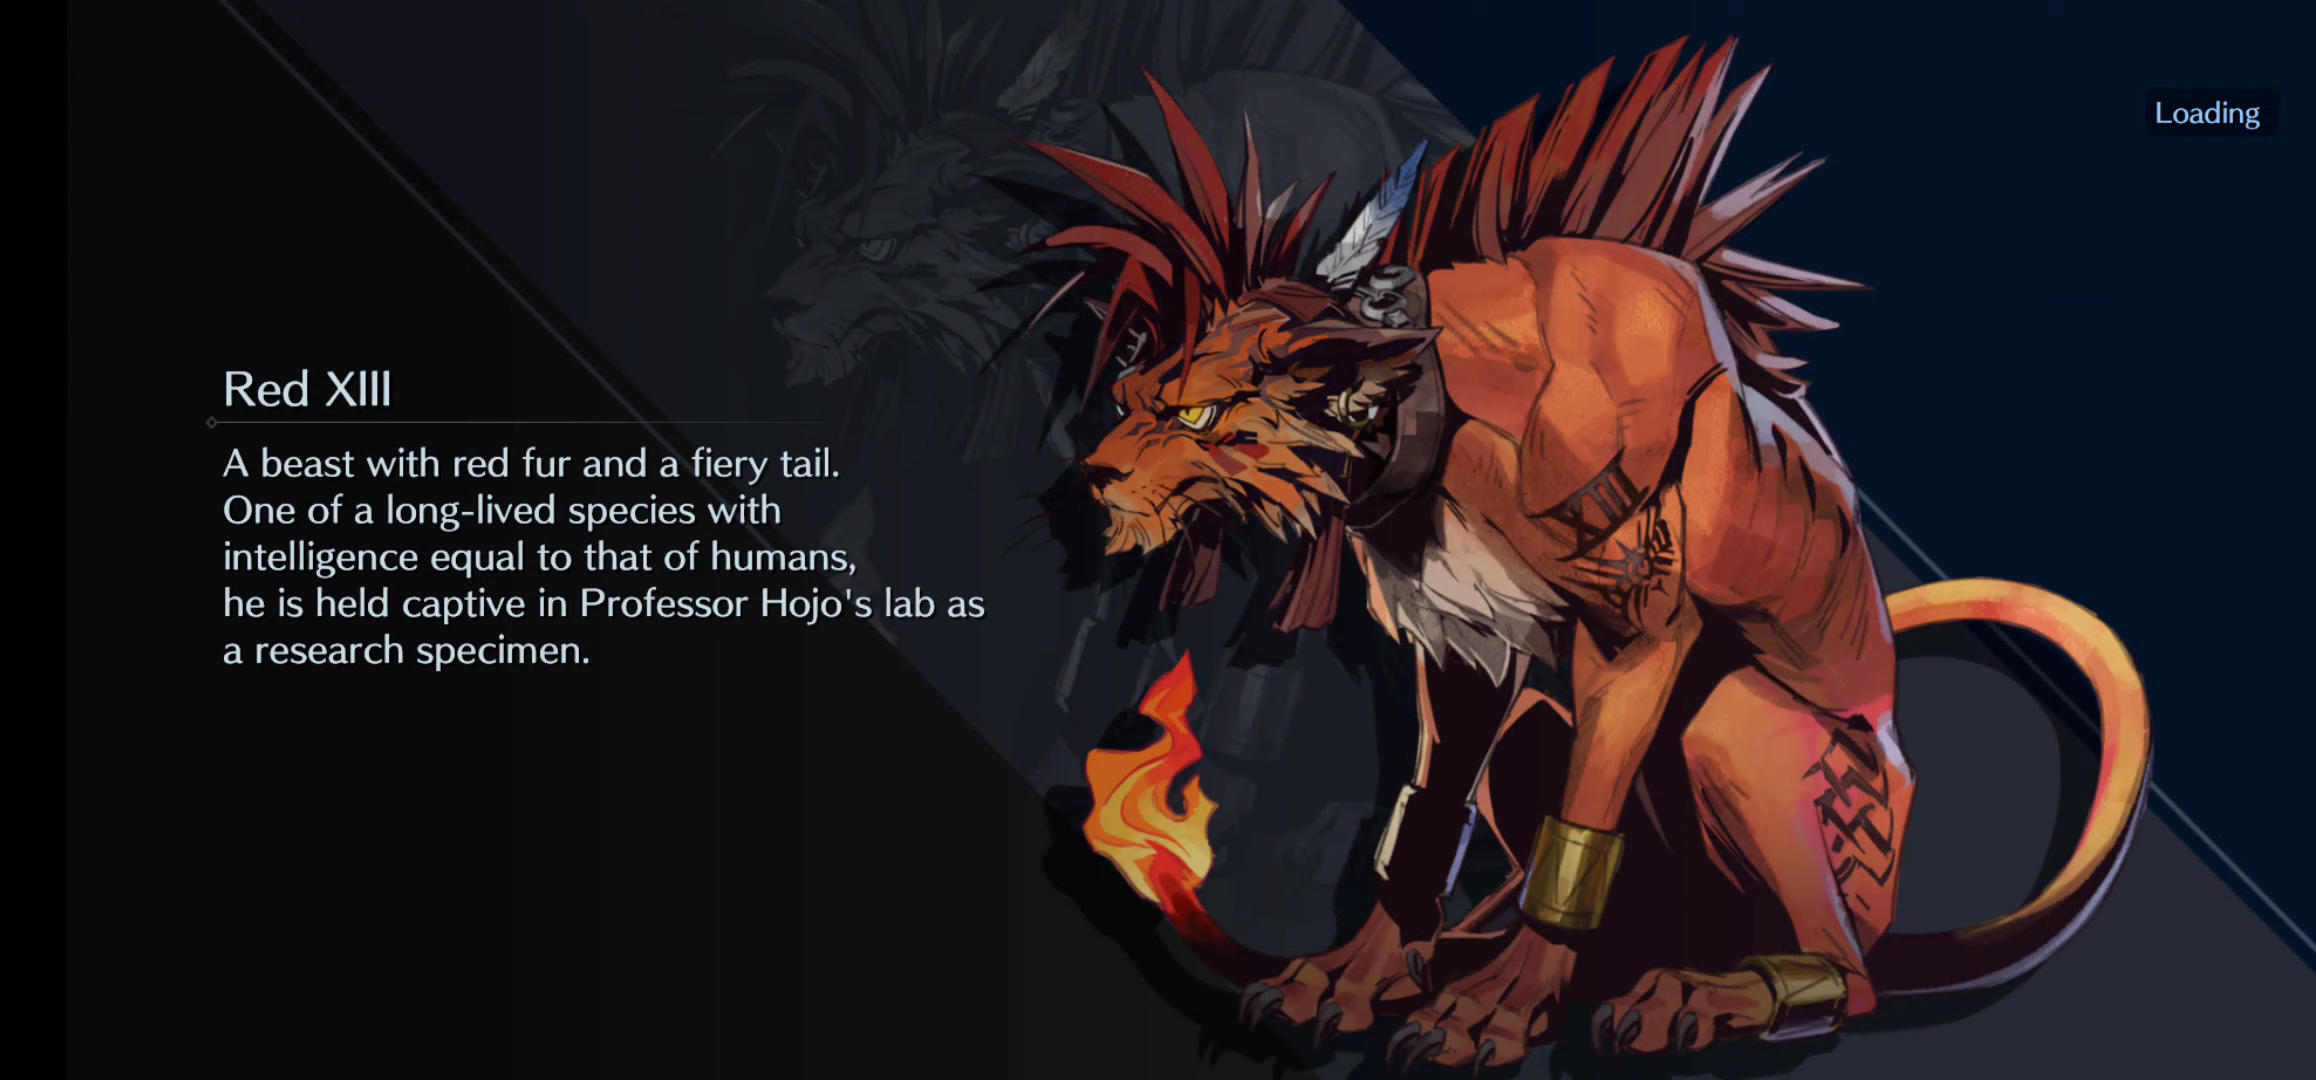 Loading
Red XIII
A beast with red fur and a fiery tail.
One of a long-lived species with
intelligence equal to that of humans,
he is held captive in Professor Hojo's lab as
a research specimen.
XIII